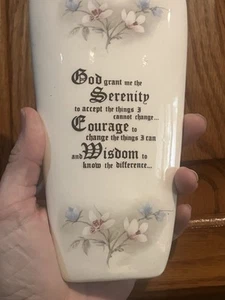 God grant me the
Serenity
to accept the things I
cannot change...
Courage to
change the things I can
and Wisdom to
know the difference...